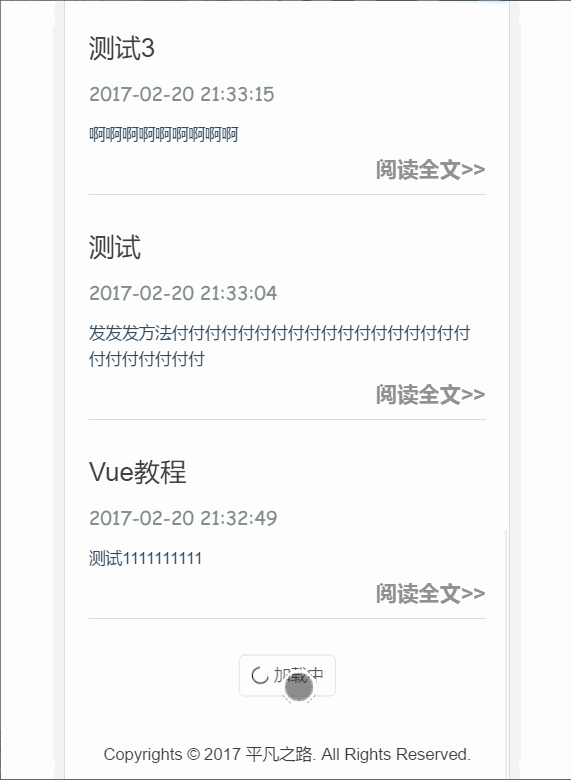 测试3
2017-02-20 21:33:15
啊啊啊啊啊啊啊啊啊
阅读全文>>
测试
2017-02-20 21:33:04
发发发方法付付付付付付付付付付付付付付付付付付
付付付付付付付
阅读全文>>
Vue教程
2017-02-20 21:32:49
测试1111111111
阅读全文>>
加载中
Copyrights © 2017 平凡之路. All Rights Reserved.